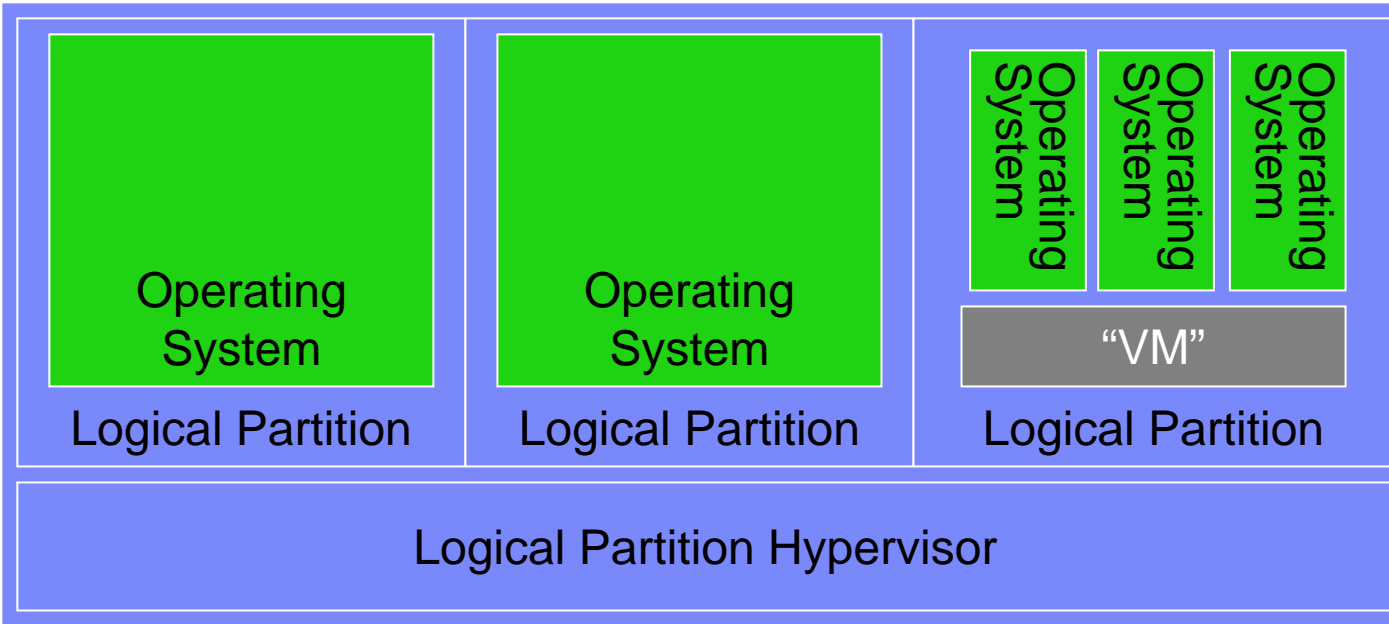 Operating
System
Logical Partition
Operating
System
Logical Partition
Operating
System
Operating
System
Operating
System
“VM”
Logical Partition
Logical Partition Hypervisor